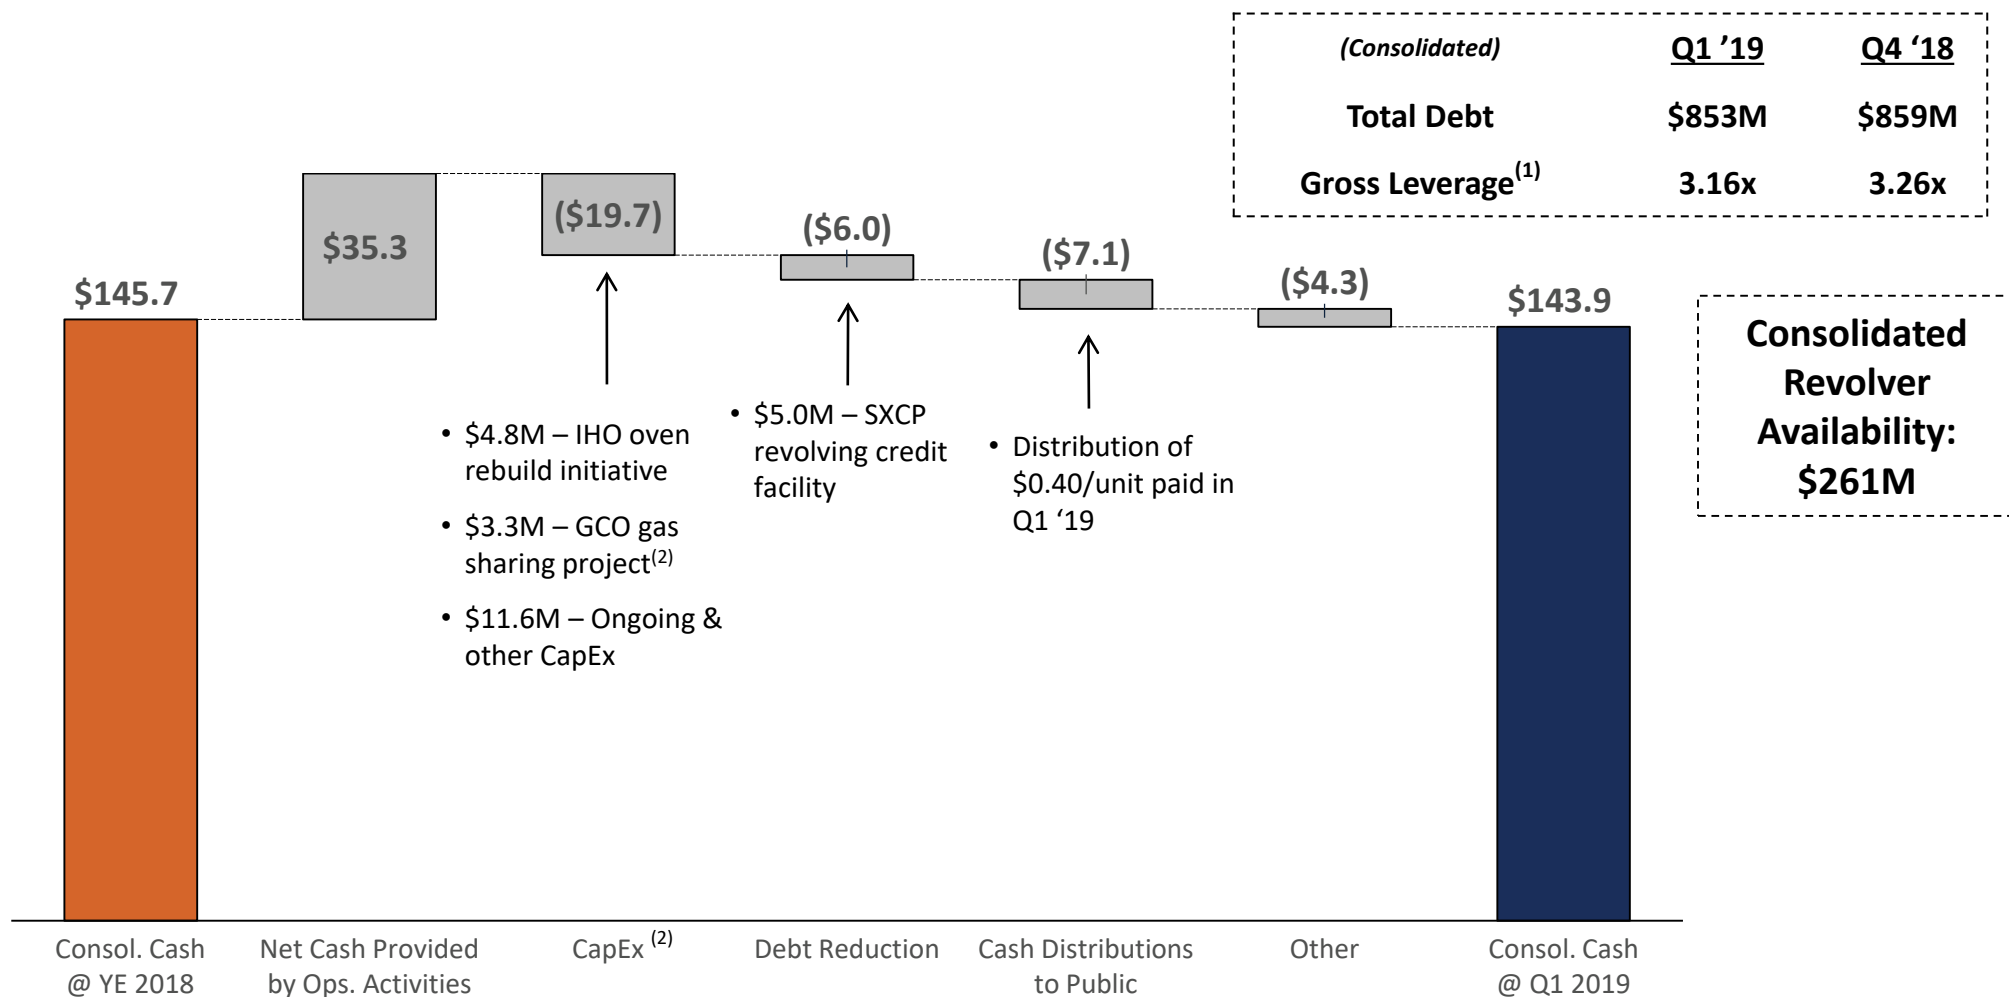 (Consolidated) Q1 ’19 Q4 ‘18
Total Debt $853M $859M
Gross Leverage(1) 3.16x 3.26x
$145.7
$35.3
($19.7)
($6.0)
($7.1)
($4.3)
$143.9
• $4.8M – IHO oven
rebuild initiative
• $3.3M – GCO gas
sharing project(2)
• $11.6M – Ongoing &
other CapEx
• $5.0M – SXCP
revolving credit
facility
• Distribution of
$0.40/unit paid in
Q1 ‘19
Consolidated
Revolver
Availability:
$261M
Consol. Cash
@ YE 2018
Net Cash Provided
by Ops. Activities
CapEx (2)
Debt Reduction
Cash Distributions
to Public
Other
Consol. Cash
@ Q1 2019